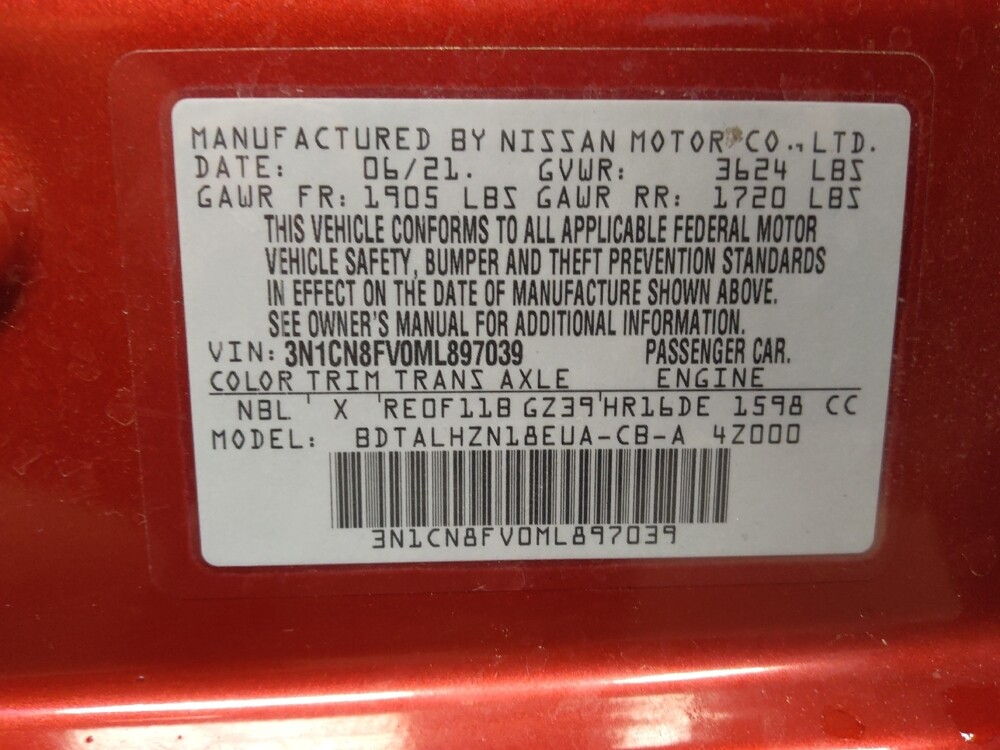 MANUFACTURED BY NISSAN MOTOR CO., LTD.
DATE: 06/21. GVWR: 3624 LBS
GAWR FR: 1905 LBS GAWR RR: 1720 LBS
THIS VEHICLE CONFORMS TO ALL APPLICABLE FEDERAL MOTOR
VEHICLE SAFETY, BUMPER AND THEFT PREVENTION STANDARDS
IN EFFECT ON THE DATE OF MANUFACTURE SHOWN ABOVE.
SEE OWNER'S MANUAL FOR ADDITIONAL INFORMATION.
VIN: 3N1CN8FV0ML897039 PASSENGER CAR.
COLOR TRIM TRANS AXLE ENGINE
NBL X RE0F11B GZ39 HR16DE 1598 CC
MODEL: BDTALHZN18EUA-CB-A 4Z000
3N1CN8FV0ML897039